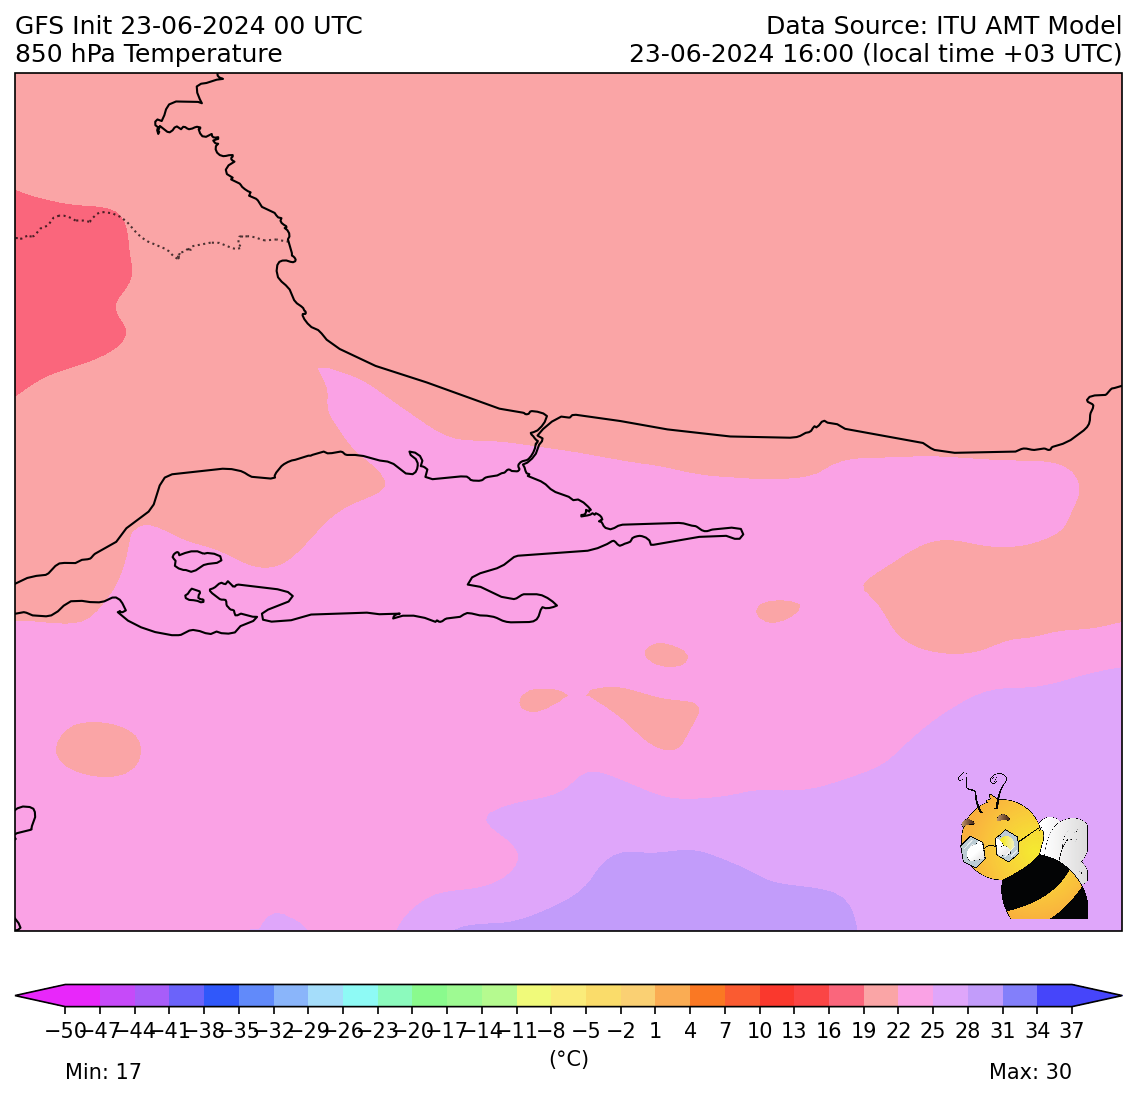 GFS Init 23-06-2024 00 UTC
850 hPa Temperature
Data Source: ITU AMT Model
23-06-2024 16:00 (local time +03 UTC)
−50 −47 −44 −41 −38 −35 −32 −29 −26 −23 −20 −17 −14 −11 −8 −5 −2 1 4 7 10 13 16 19 22 25 28 31 34 37
(°C)
Min: 17
Max: 30